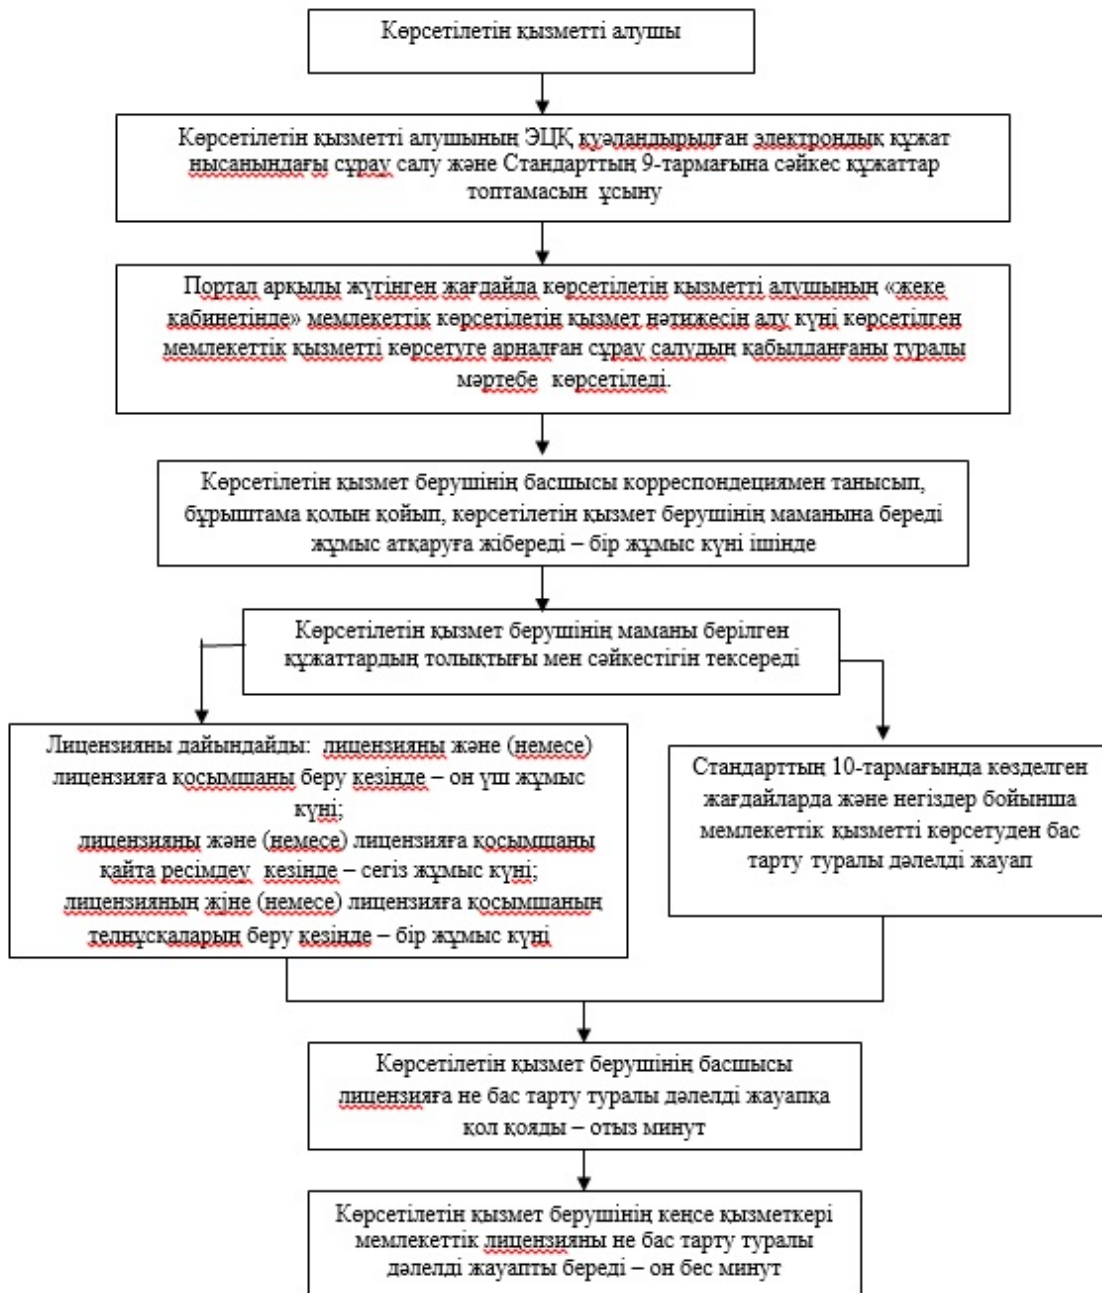 Көрсетілетін қызметті алушы
Көрсетілетін қызметті алушының ЭЦҚ қуәдандырылған электрондық құжат
нысанындағы сұрау салу және Стандарттың 9-тармағына сәйкес құжаттар
топтамасын ұсыну
Портал арқылы жүгінген жағдайда көрсетілетін қызметті алушының «жеке
кабинетінде» мемлекеттік көрсетілетін қызмет нәтижесін алу күні көрсетілген
мемлекеттік қызметті көрсетуге арналған сұрау салудың қабылданғаны туралы
мәртебе көрсетіледі.
Көрсетілетін қызмет берушінің басшысы корреспондециямен танысып,
бұрыштама қолын қойып, көрсетілетін қызмет берушінің маманына береді
жұмыс атқаруға жібереді – бір жұмыс күні ішінде
Көрсетілетін қызмет берушінің маманы берілген
құжаттардың толықтығы мен сәйкестігін тексереді
Лицензияны дайындайды: лицензияны және (немесе)
лицензияға қосымшаны беру кезінде – он үш жұмыс
күні;
лицензияны және (немесе) лицензияға қосымшаны
қайта ресімдеу кезінде – сегіз жұмыс күні;
лицензияның жјне (немесе) лицензияға қосымшаның
телнұсқаларын беру кезінде – бір жұмыс күні
Стандарттың 10-тармағында көзделген
жағдайларда және негіздер бойынша
мемлекеттік қызметті көрсетуден бас
тарту туралы дәлелді жауап
Көрсетілетін қызмет берушінің басшысы
лицензияға не бас тарту туралы дәлелді жауапқа
қол қояды – отыз минут
Көрсетілетін қызмет берушінің кеңсе қызметкері
мемлекеттік лицензияны не бас тарту туралы
дәлелді жауапты береді – он бес минут